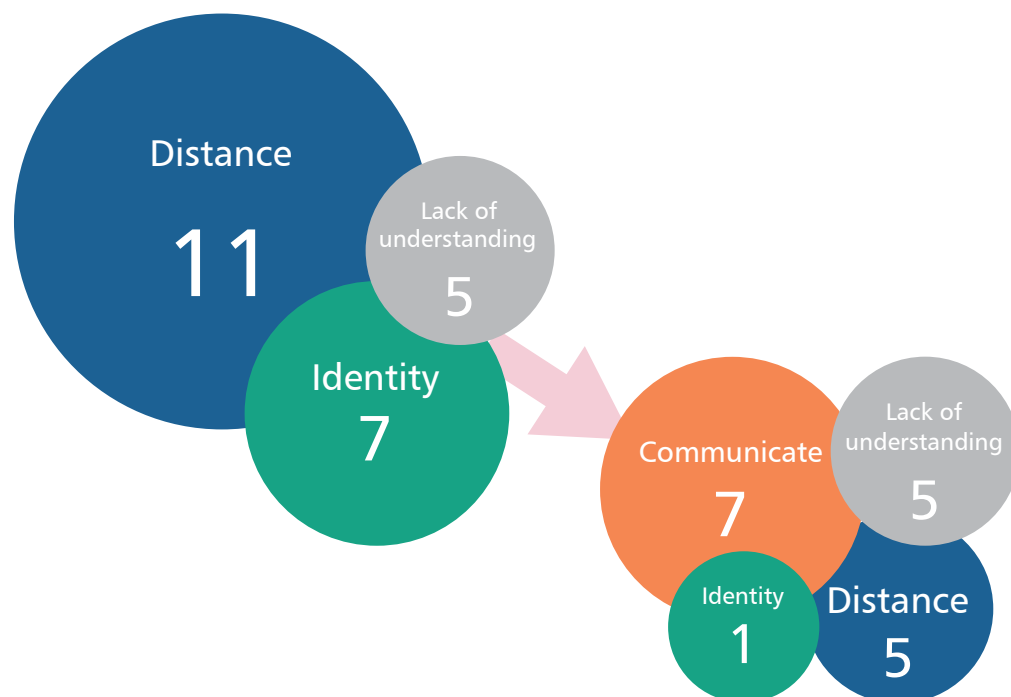 Distance
11
Lack of
understanding
5
Identity
7
Communicate
7
Lack of
understanding
5
Identity
1
Distance
5